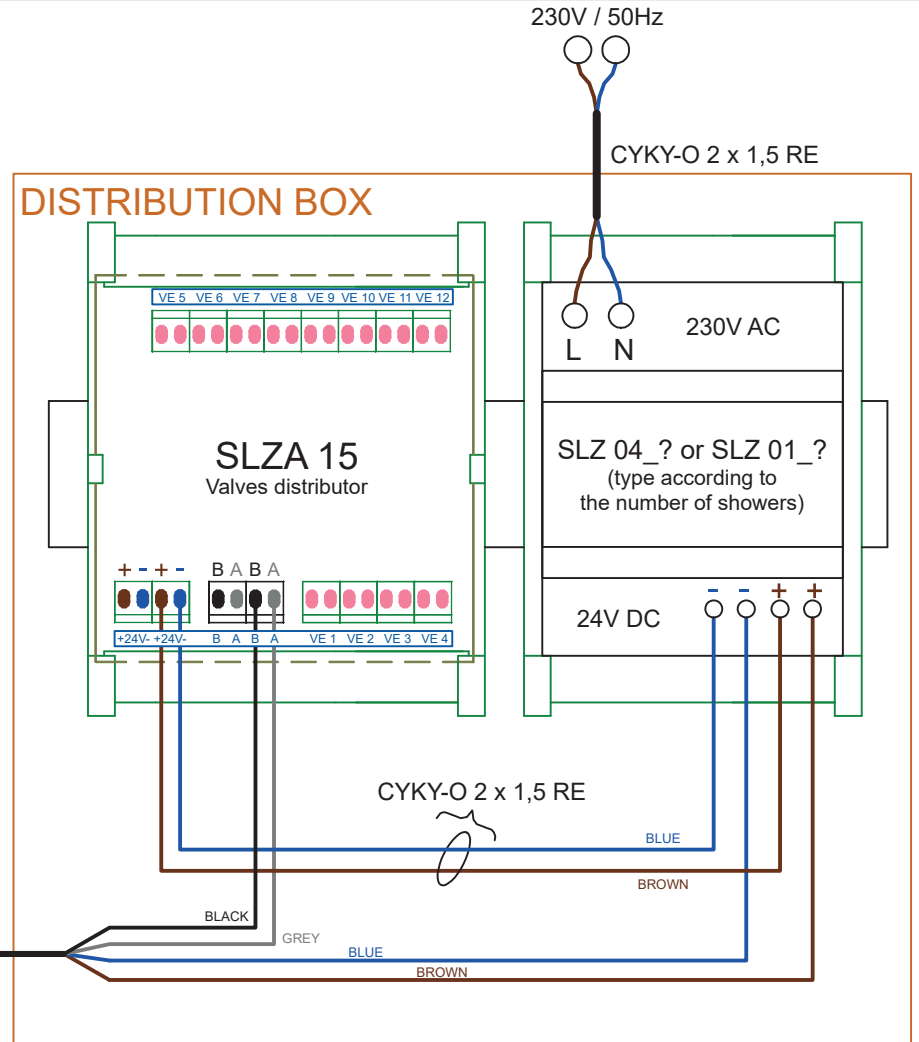 230V / 50Hz
CYKY-O 2 x 1,5 RE
DISTRIBUTION BOX
VE 5 VE 6 VE 7 VE 8 VE 9 VE 10 VE 11 VE 12
230V AC
L N
SLZA 15
Valves distributor
SLZ 04_? or SLZ 01_?
(type according to
the number of showers)
+ - + -
B A B A
+24V- +24V- B A B A VE 1 VE 2 VE 3 VE 4
24V DC
- - + +
CYKY-O 2 x 1,5 RE
BLUE
BROWN
BLACK
GREY
BLUE
BROWN